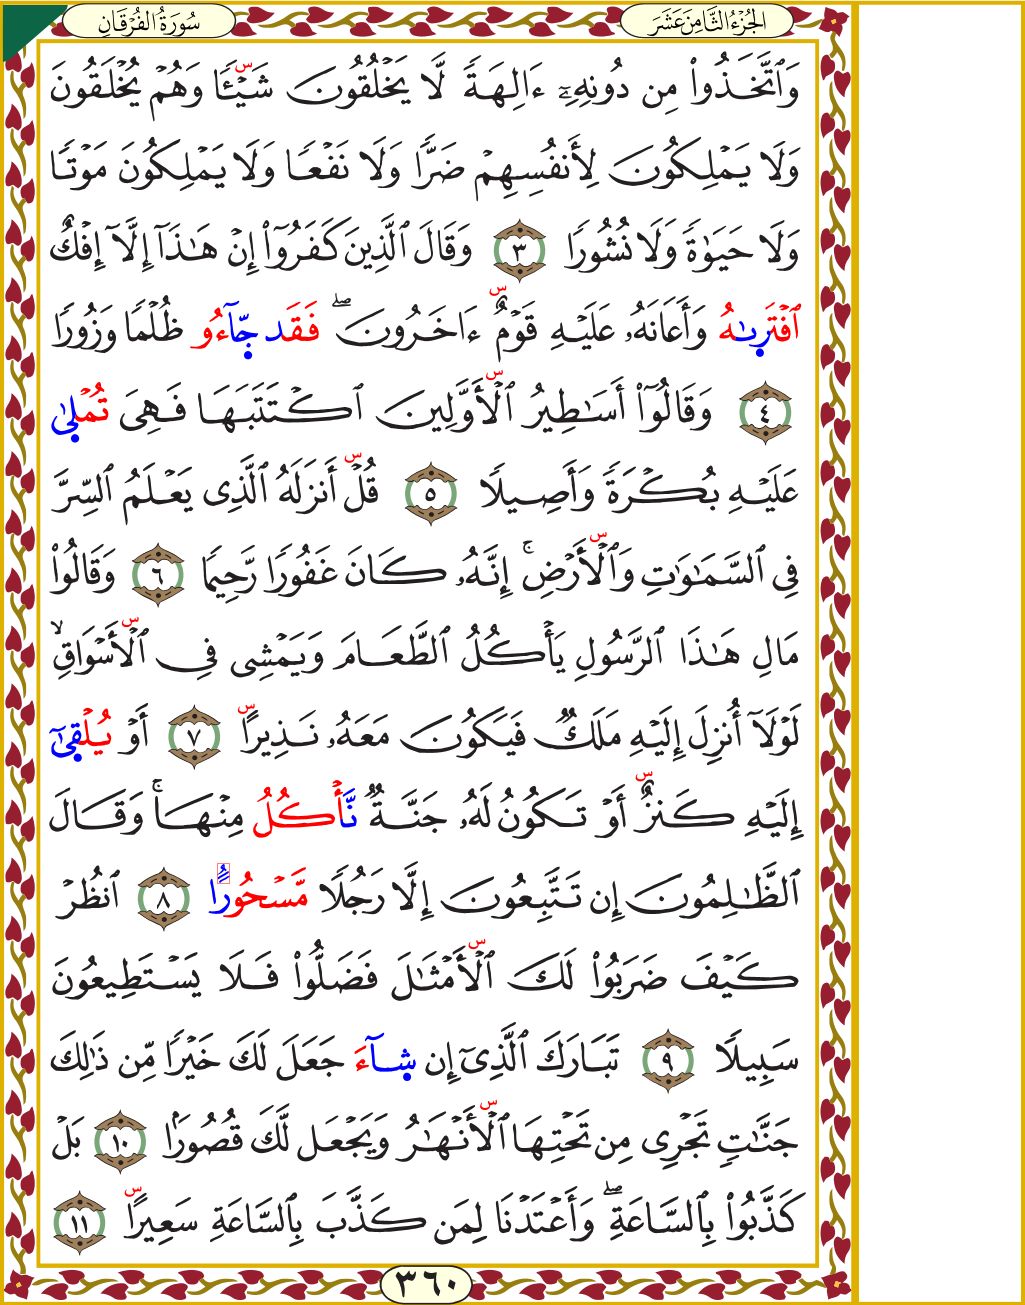 الجُزْءُ الثَّامِنَ عَشَرَ
سُورَةُ الفُرْقَانِ
وَاتَّخَذُوا۟ مِن دُونِهِۦٓ ءَالِهَةً لَّا يَخْلُقُونَ شَيْـًٔا وَهُمْ يُخْلَقُونَ
وَلَا يَمْلِكُونَ لِأَنفُسِهِمْ ضَرًّا وَلَا نَفْعًا وَلَا يَمْلِكُونَ مَوْتًا
وَلَا حَيَوٰةً وَلَا نُشُورًا ٣ وَقَالَ ٱلَّذِينَ كَفَرُوٓا۟ إِنْ هَـٰذَآ إِلَّآ إِفْكٌ
ٱفْتَرِىٰهُ وَأَعَانَهُۥ عَلَيْهِ قَوْمٌ ءَاخَرُونَ ۖ فَقَد جَّآءُو ظُلْمًا وَزُورًا
٤ وَقَالُوٓا۟ أَسَـٰطِيرُ ٱلْأَوَّلِينَ ٱكْتَتَبَهَا فَهِىَ تُمْلِىٰ
عَلَيْهِ بُكْرَةً وَأَصِيلًا ٥ قُلْ أَنزَلَهُ ٱلَّذِى يَعْلَمُ ٱلسِّرَّ
فِى ٱلسَّمَـٰوَٰتِ وَٱلْأَرْضِ ۚ إِنَّهُۥ كَانَ غَفُورًا رَّحِيمًا ٦ وَقَالُوا۟
مَالِ هَـٰذَا ٱلرَّسُولِ يَأْكُلُ ٱلطَّعَامَ وَيَمْشِى فِى ٱلْأَسْوَاقِ ۙ
لَوْلَآ أُنزِلَ إِلَيْهِ مَلَكٌ فَيَكُونَ مَعَهُۥ نَذِيرًا ٧ أَوْ يُلْقِىٰٓ
إِلَيْهِ كَنزٌ أَوْ تَكُونُ لَهُۥ جَنَّةٌ نَّأْكُلُ مِنْهَا ۚ وَقَالَ
ٱلظَّـٰلِمُونَ إِن تَتَّبِعُونَ إِلَّا رَجُلًا مَّسْحُورًا ٨ ٱنظُرْ
كَيْفَ ضَرَبُوا۟ لَكَ ٱلْأَمْثَـٰلَ فَضَلُّوا۟ فَلَا يَسْتَطِيعُونَ
سَبِيلًا ٩ تَبَارَكَ ٱلَّذِىٓ إِن شِآءَ جَعَلَ لَكَ خَيْرًا مِّن ذَٰلِكَ
جَنَّـٰتٍ تَجْرِى مِن تَحْتِهَا ٱلْأَنْهَـٰرُ وَيَجْعَل لَّكَ قُصُورًا ١٠ بَلْ
كَذَّبُوا۟ بِٱلسَّاعَةِ ۖ وَأَعْتَدْنَا لِمَن كَذَّبَ بِٱلسَّاعَةِ سَعِيرًا ١١
٣٦٠